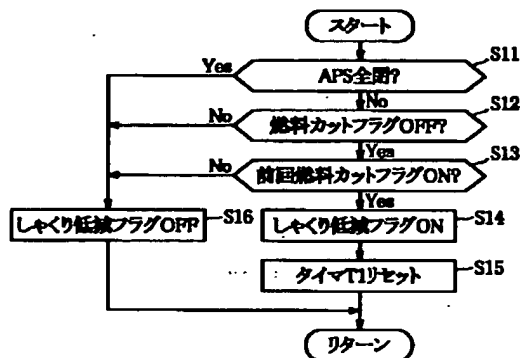 スタート
S11
Yes
APS全閉?
No
S12
No
燃料カットフラグOFF?
Yes
S13
No
前回燃料カットフラグON?
Yes
しゃくり低減フラグOFF
S16
しゃくり低減フラグON
S14
タイマT1リセット
S15
リターン